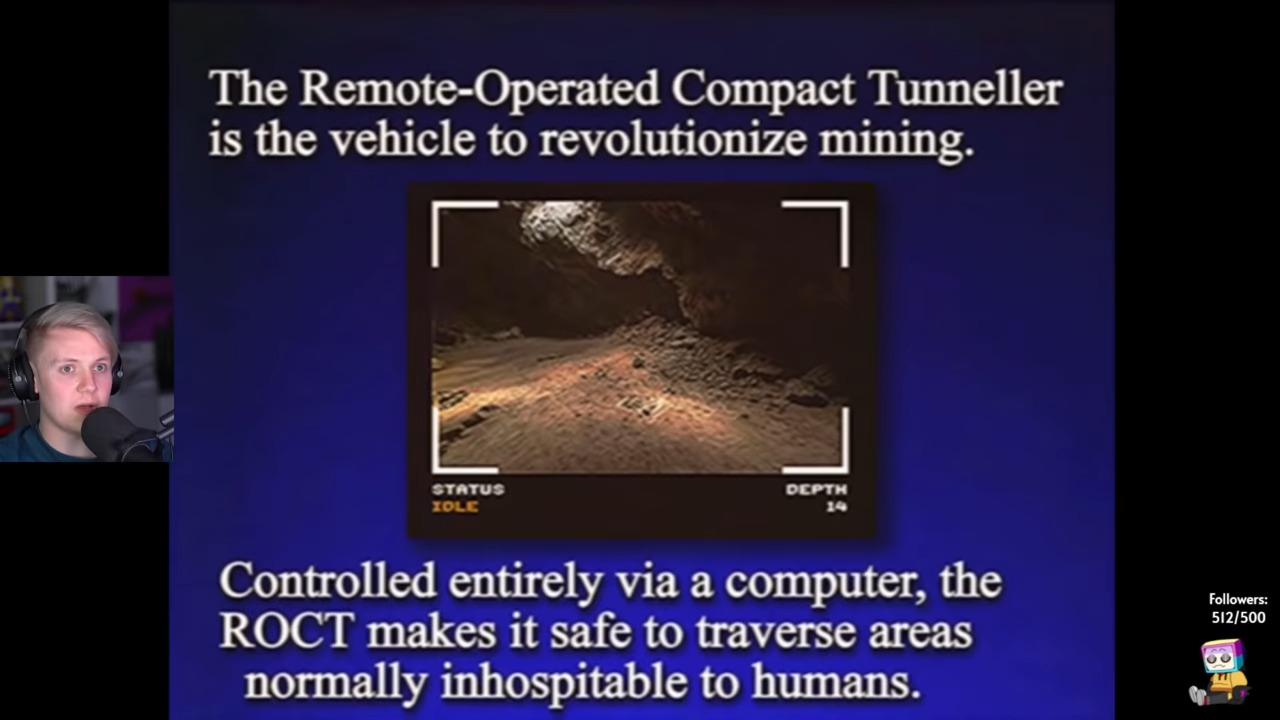 The Remote-Operated Compact Tunneller
is the vehicle to revolutionize mining.
STATUS
IDLE
DEPTH
14
Controlled entirely via a computer, the
ROCT makes it safe to traverse areas
normally inhospitable to humans.
Followers:
512/500